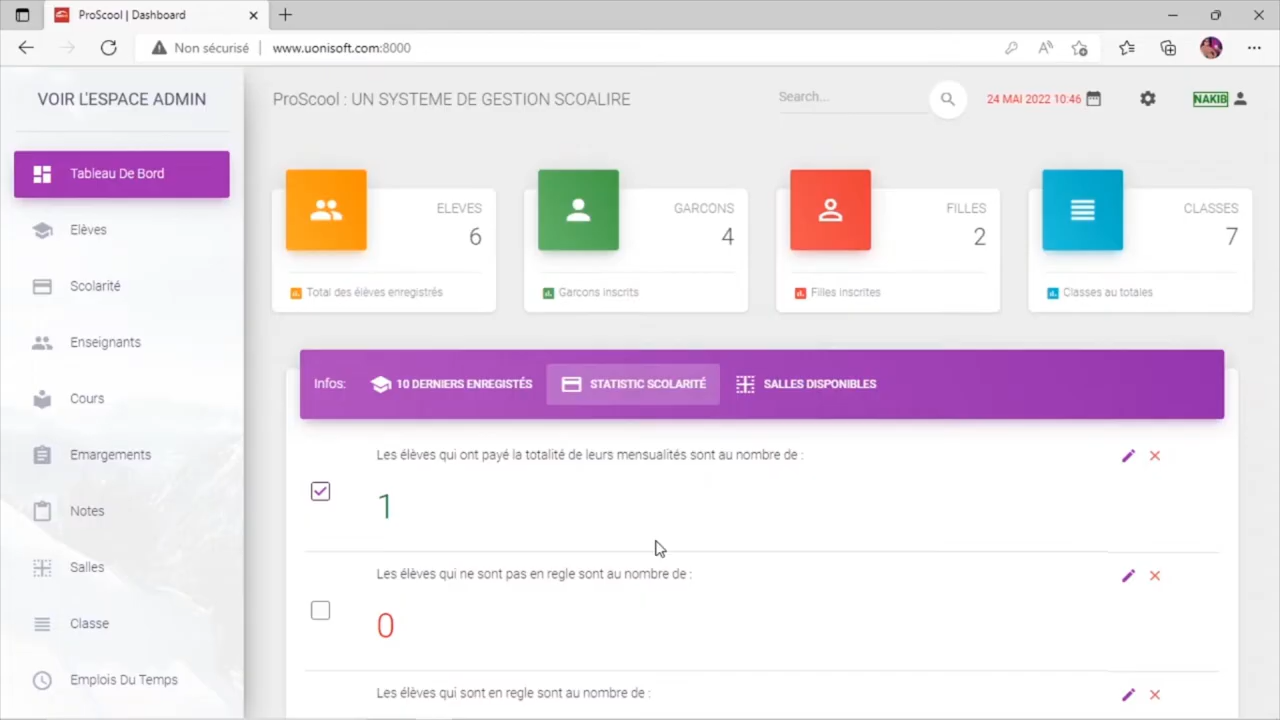 ProScool | Dashboard
Non sécurisé
www.uonisoft.com:8000
VOIR L'ESPACE ADMIN
ProScool : UN SYSTEME DE GESTION SCOALIRE
Search...
24 MAI 2022 10:46
NAKIB
Tableau De Bord
Elèves
Scolarité
Enseignants
Cours
Emargements
Notes
Salles
Classe
Emplois Du Temps
ELEVES
6
Total des élèves enregistrés
GARCONS
4
Garcons inscrits
FILLES
2
Filles inscrites
CLASSES
7
Classes au totales
Infos:
10 DERNIERS ENREGISTÉS
STATISTIC SCOLARITÉ
SALLES DISPONIBLES
Les élèves qui ont payé la totalité de leurs mensualités sont au nombre de :
1
Les élèves qui ne sont pas en regle sont au nombre de :
0
Les élèves qui sont en regle sont au nombre de :